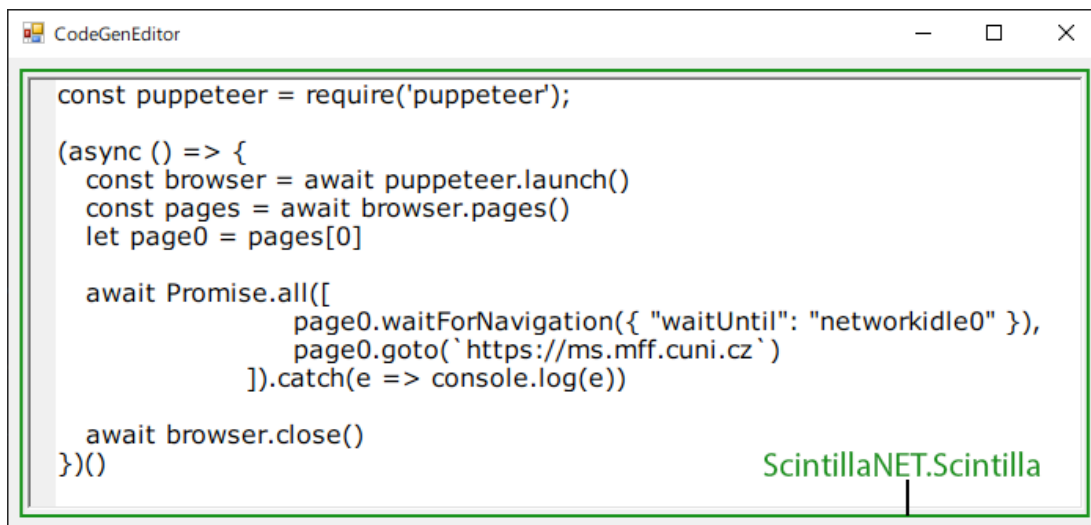 CodeGenEditor
const puppeteer = require('puppeteer');
(async () => {
  const browser = await puppeteer.launch()
  const pages = await browser.pages()
  let page0 = pages[0]
  await Promise.all([
                 page0.waitForNavigation({ "waitUntil": "networkidle0" }),
                 page0.goto(`https://ms.mff.cuni.cz`)
             ]).catch(e => console.log(e))
  await browser.close()
})()
ScintillaNET.Scintilla